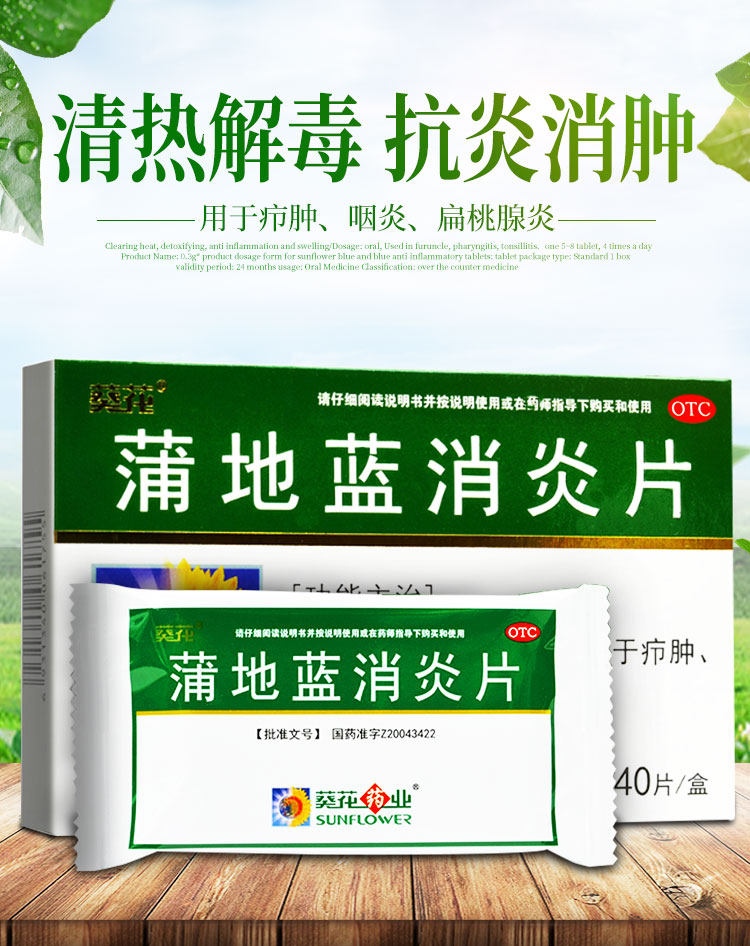 清热解毒 抗炎消肿
用于疖肿、咽炎、扁桃腺炎
Clearing heat, detoxifying, anti inflammation and swelling/Dosage: oral, Used in furuncle, pharyngitis, tonsillitis.  one 5-8 tablet, 4 times a day
Product Name: 0.3g* product dosage form for sunflower blue and blue anti-inflammatory tablets: tablet package type: Standard 1 box
validity period: 24 months usage: Oral Medicine Classification: over the counter medicine
葵花®
请仔细阅读说明书并按说明使用或在药师指导下购买和使用
OTC
蒲地蓝消炎片
[功能主治]
于疖肿、
40片/盒
葵花
请仔细阅读说明书并按说明使用或在药师指导下购买和使用
OTC
蒲地蓝消炎片
【批准文号】 国药准字Z20043422
葵花药业®
SUNFLOWER